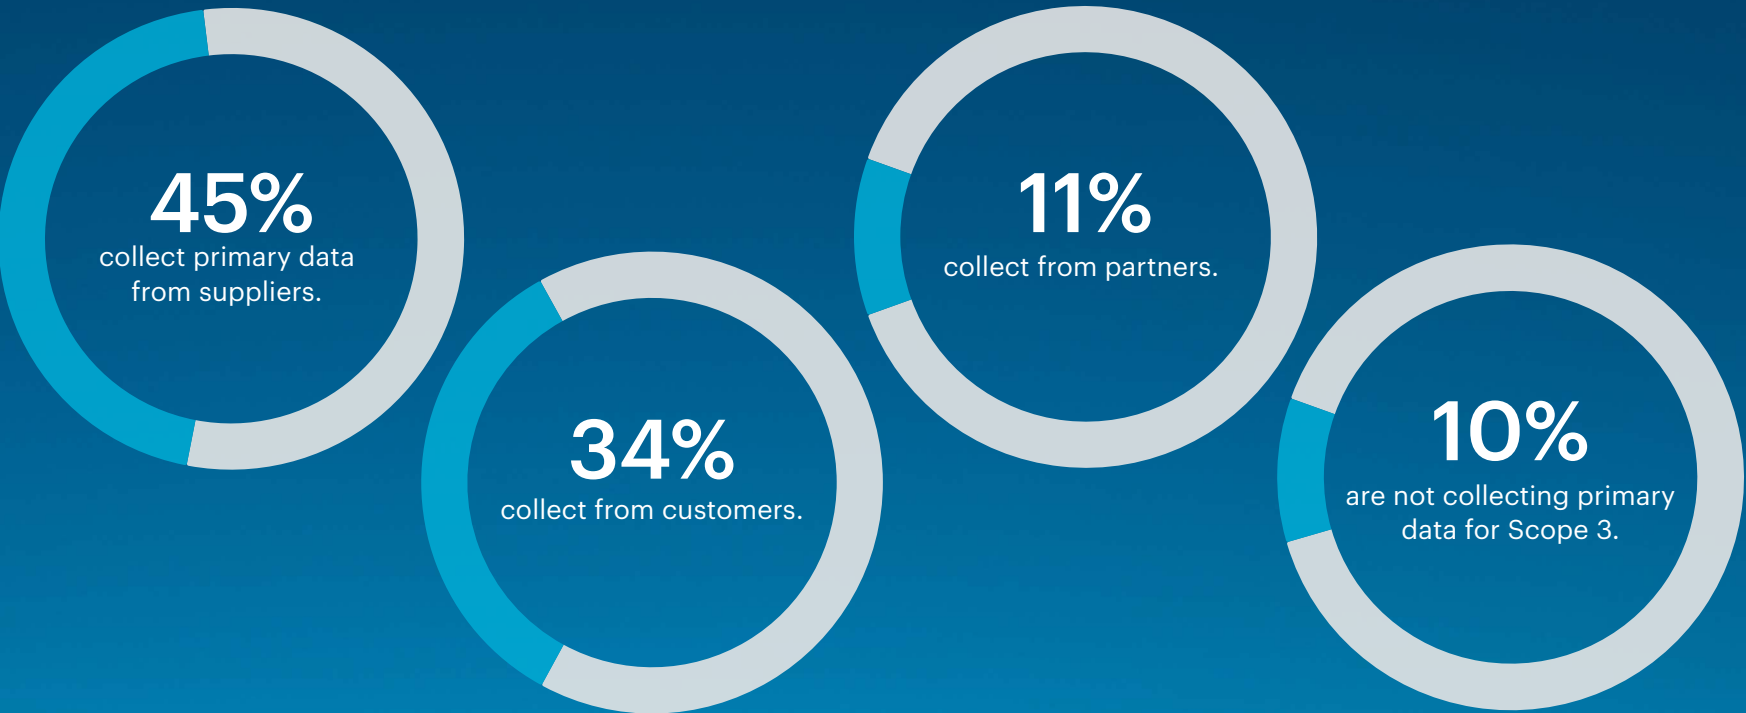 45%
collect primary data
from suppliers.
34%
collect from customers.
11%
collect from partners.
10%
are not collecting primary
data for Scope 3.